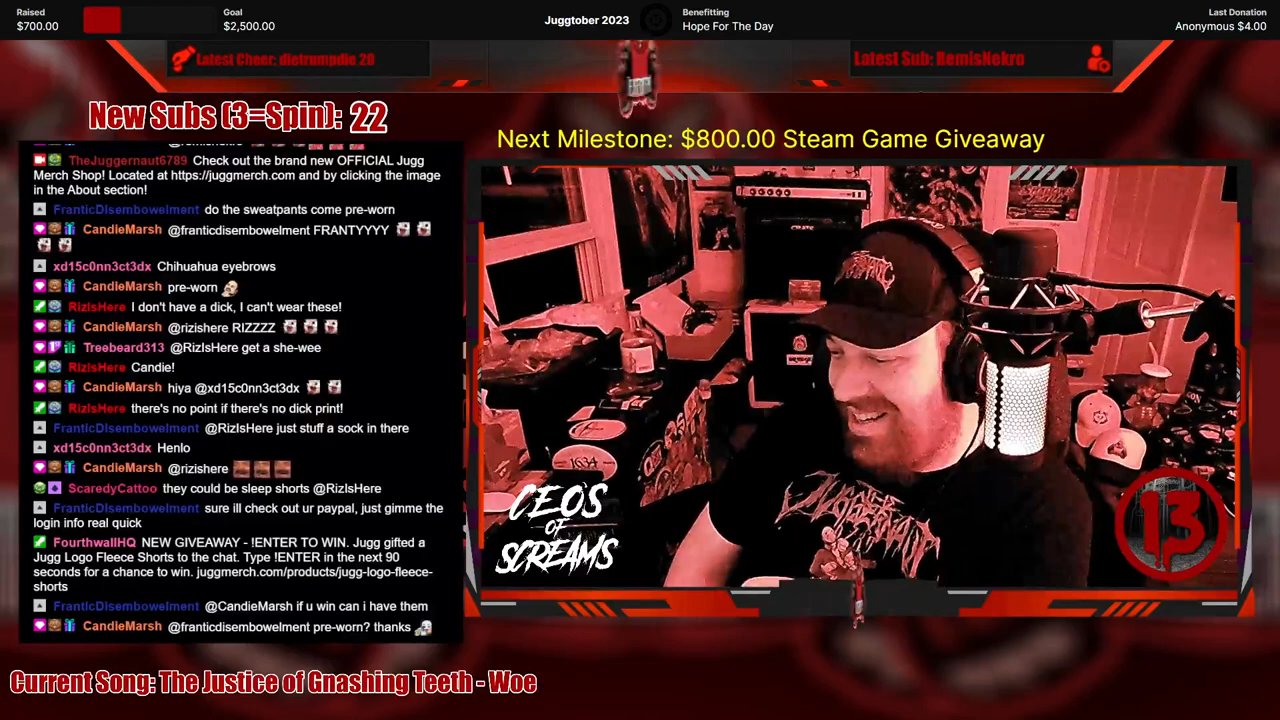 Raised
$700.00
Goal
$2,500.00
Juggtober 2023
Benefitting
Hope For The Day
Last Donation
Anonymous $4.00
Latest Cheer: dietrumpdie 20
Latest Sub: RemisNekro
New Subs (3=Spin): 22
Next Milestone: $800.00 Steam Game Giveaway
TheJuggernaut6789 Check out the brand new OFFICIAL Jugg
Merch Shop! Located at https://juggmerch.com and by clicking the image
in the About section!
FranticDIsembowelment do the sweatpants come pre-worn
CandieMarsh @franticdisembowelment FRANTYYYY
xd15c0nn3ct3dx Chihuahua eyebrows
CandieMarsh pre-worn
RizIsHere I don't have a dick, I can't wear these!
CandieMarsh @rizishere RIZZZZ
Treebeard313 @RizIsHere get a she-wee
RizIsHere Candie!
CandieMarsh hiya @xd15c0nn3ct3dx
RizIsHere there's no point if there's no dick print!
FranticDIsembowelment @RizIsHere just stuff a sock in there
xd15c0nn3ct3dx Henlo
CandieMarsh @rizishere
ScaredyCattoo they could be sleep shorts @RizIsHere
FranticDIsembowelment sure ill check out ur paypal, just gimme the
login info real quick
FourthwallHQ NEW GIVEAWAY - !ENTER TO WIN. Jugg gifted a
Jugg Logo Fleece Shorts to the chat. Type !ENTER in the next 90
seconds for a chance to win. juggmerch.com/products/jugg-logo-fleece-
shorts
FranticDIsembowelment @CandieMarsh if u win can i have them
CandieMarsh @franticdisembowelment pre-worn? thanks
CRATE
1634
CEOS
OF
SCREAMS
13
Current Song: The Justice of Gnashing Teeth - Woe